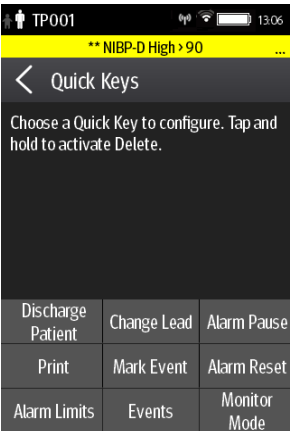 TP001 13:06
** NIBP-D High > 90 ...
Quick Keys
Choose a Quick Key to configure. Tap and
hold to activate Delete.
Discharge
Patient
Change Lead
Alarm Pause
Print
Mark Event
Alarm Reset
Alarm Limits
Events
Monitor
Mode